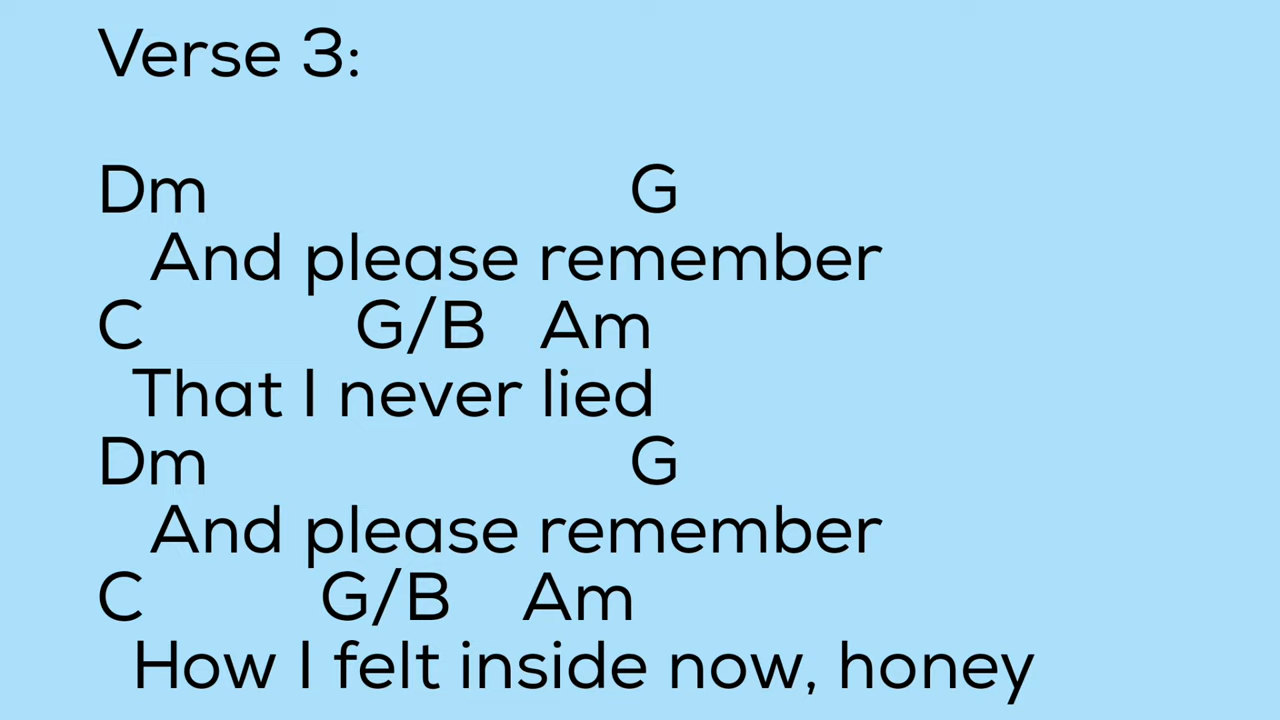 Verse 3:
Dm G
And please remember
C G/B Am
That I never lied
Dm G
And please remember
C G/B Am
How I felt inside now, honey